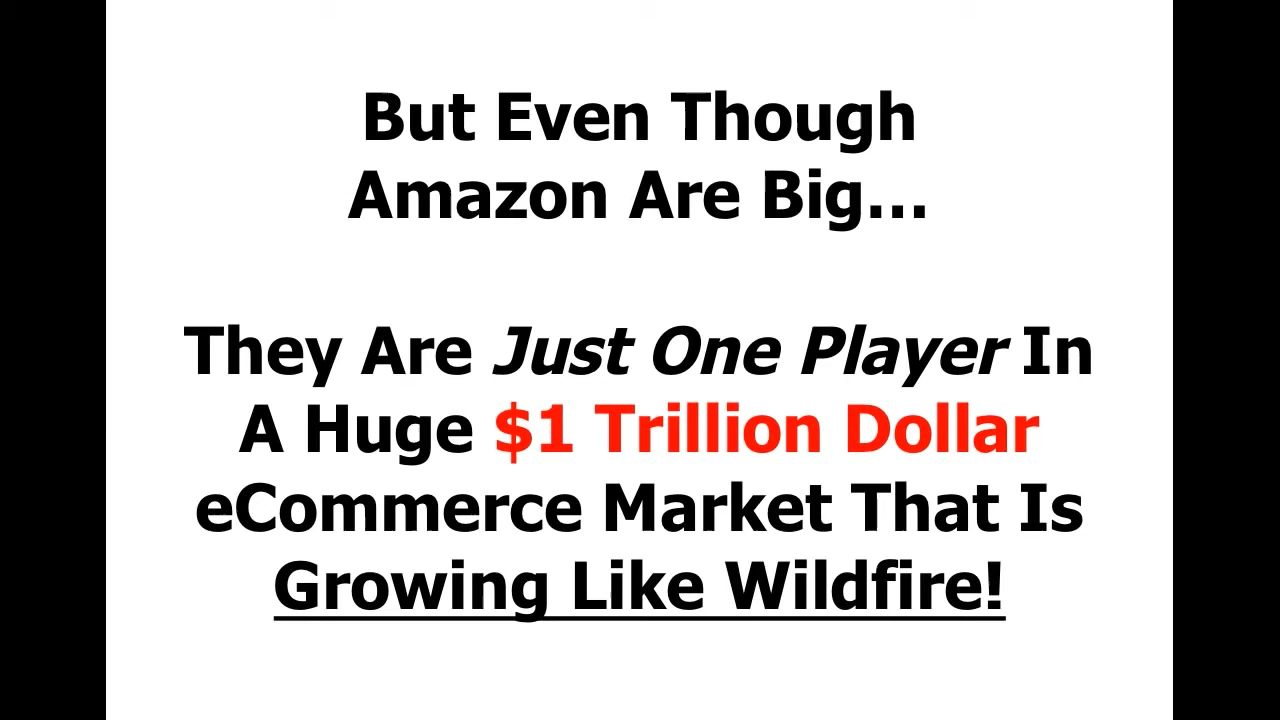 But Even Though
Amazon Are Big...
They Are Just One Player In
A Huge $1 Trillion Dollar
eCommerce Market That Is
Growing Like Wildfire!